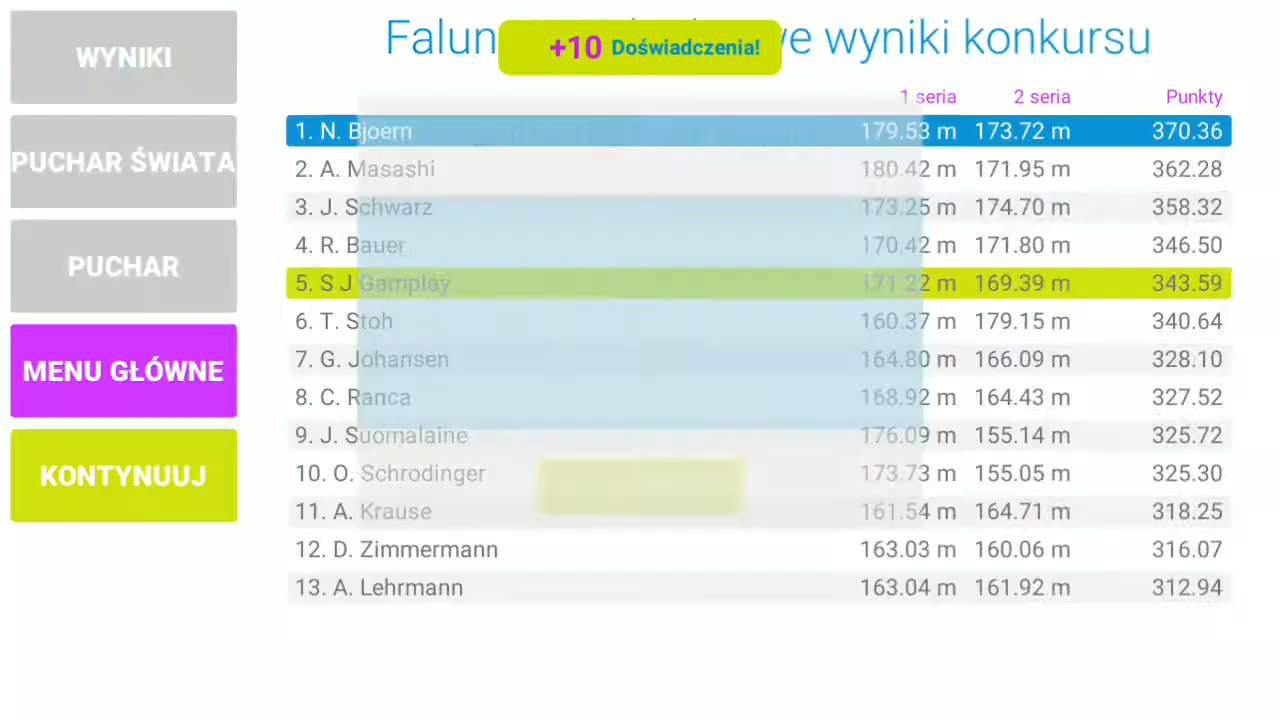 WYNIKI
PUCHAR ŚWIATA
PUCHAR
MENU GŁÓWNE
KONTYNUUJ
Falun wyniki konkursu
+10 Doświadczenia!
1 seria 2 seria Punkty
1. N. Bjoern 179.53 m 173.72 m 370.36
2. A. Masashi 180.42 m 171.95 m 362.28
3. J. Schwarz 173.25 m 174.70 m 358.32
4. R. Bauer 170.42 m 171.80 m 346.50
5. S J Gampley 171.22 m 169.39 m 343.59
6. T. Stoh 160.37 m 179.15 m 340.64
7. G. Johansen 164.80 m 166.09 m 328.10
8. C. Ranca 168.92 m 164.43 m 327.52
9. J. Suomalaine 176.09 m 155.14 m 325.72
10. O. Schrodinger 173.73 m 155.05 m 325.30
11. A. Krause 161.54 m 164.71 m 318.25
12. D. Zimmermann 163.03 m 160.06 m 316.07
13. A. Lehrmann 163.04 m 161.92 m 312.94